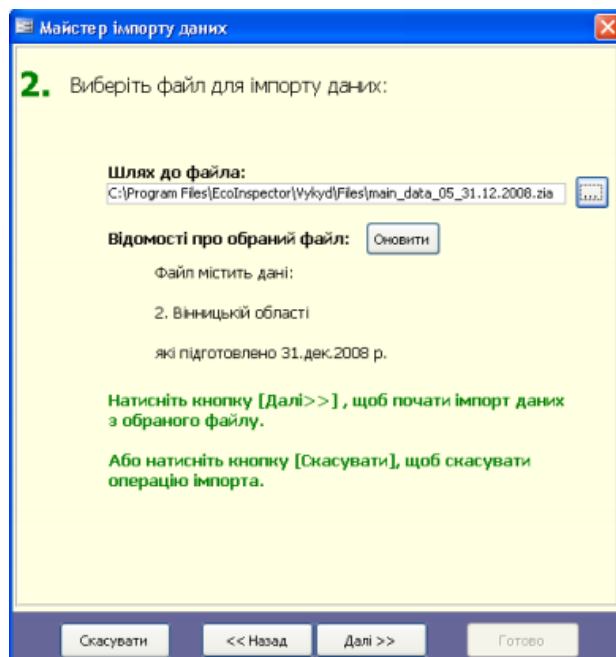 Майстер імпорту даних
2. Виберіть файл для імпорту даних:
Шлях до файла:
C:\Program Files\EcoInspector\Vykyd\Files\main_data_05_31.12.2008.zia
...
Відомості про обраний файл: Оновити
Файл містить дані:
2. Вінницькій області
які підготовлено 31.дек.2008 р.
Натисніть кнопку [Далі>>] , щоб почати імпорт даних
з обраного файлу.
Або натисніть кнопку [Скасувати], щоб скасувати
операцію імпорта.
Скасувати << Назад Далі >> Готово